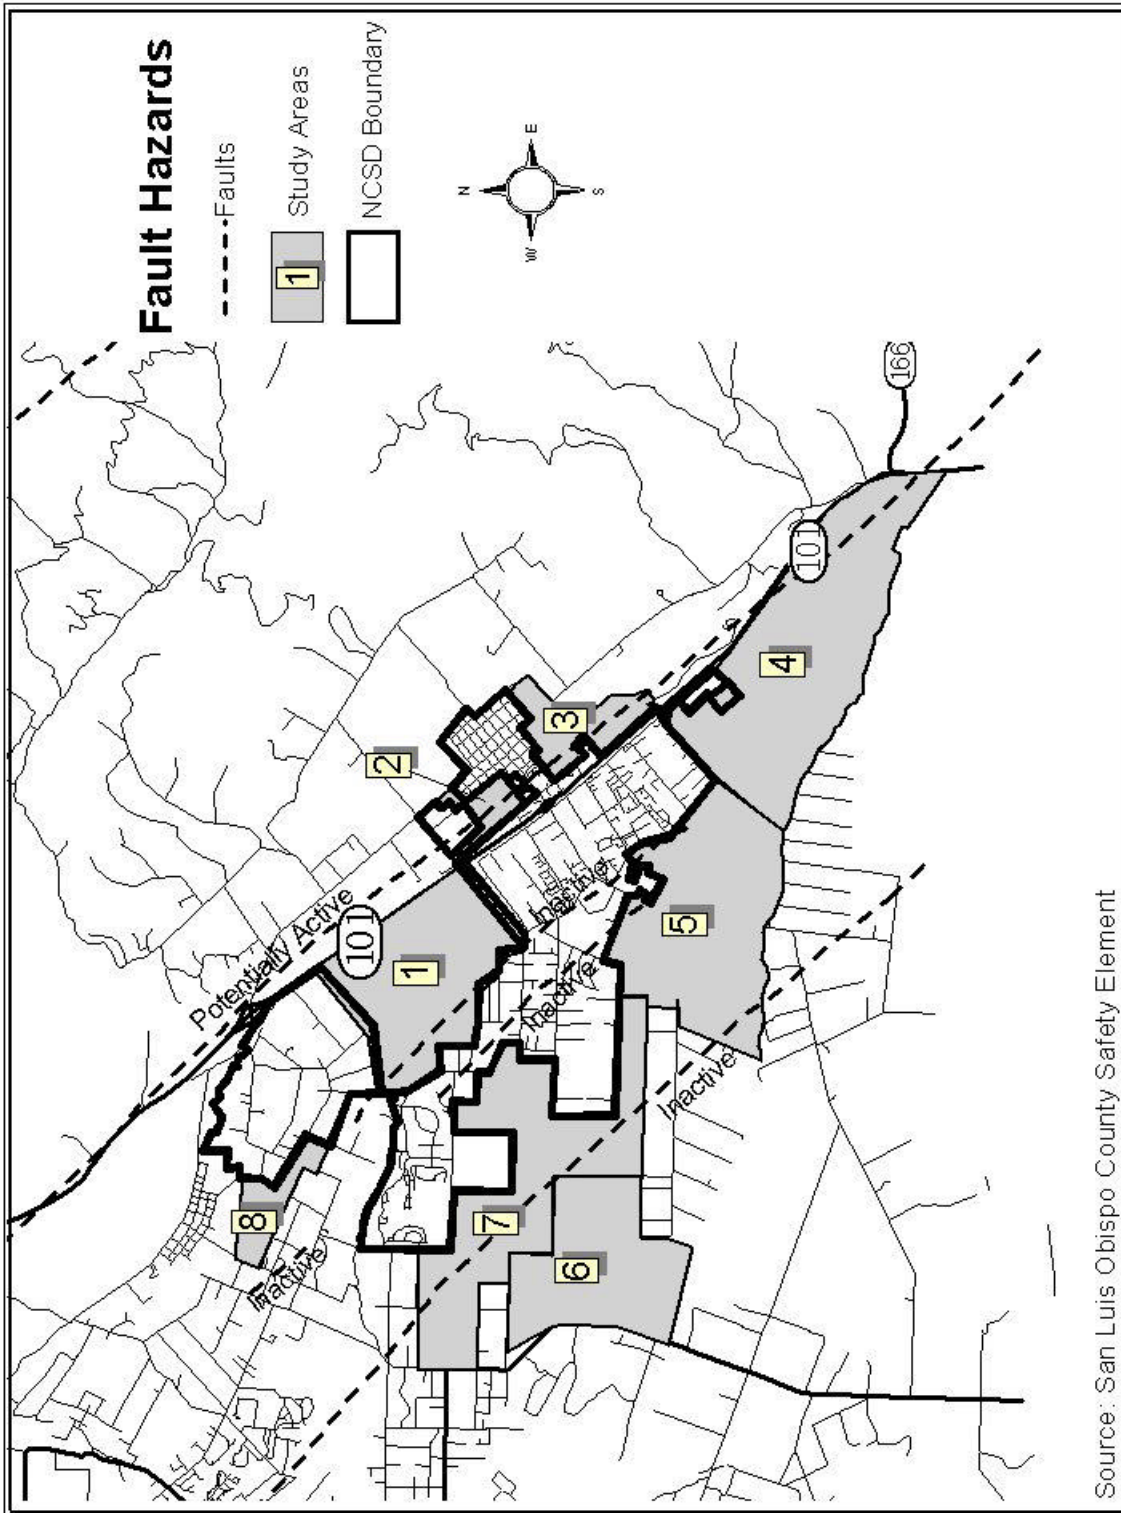 Fault Hazards
Faults
1
Study Areas
NCSD Boundary
N
W
E
S
Potentially Active
101
1
2
3
4
5
6
7
8
Inactive
Inactive
Inactive
Inactive
101
166
Source: San Luis Obispo County Safety Element